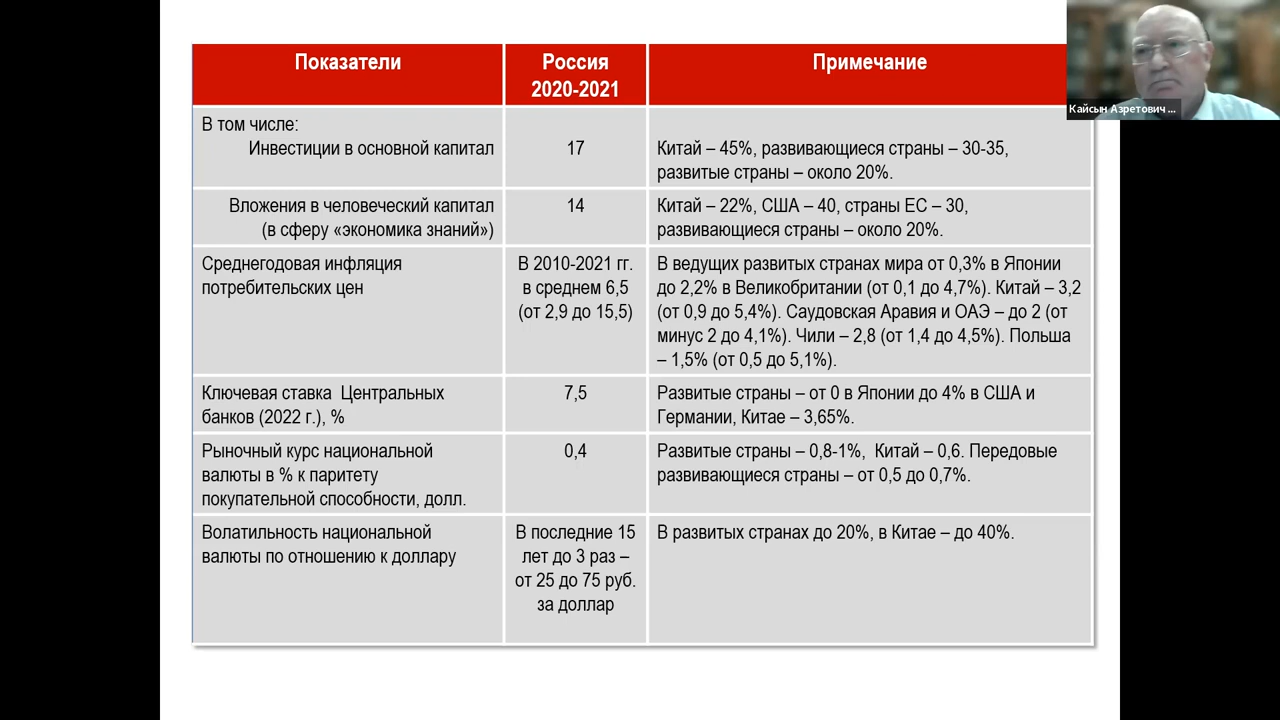 Показатели
Россия
2020-2021
Примечание
Кайсын Азретович ...
В том числе:
Инвестиции в основной капитал
17
Китай – 45%, развивающиеся страны – 30-35,
развитые страны – около 20%.
Вложения в человеческий капитал
(в сферу «экономика знаний»)
14
Китай – 22%, США – 40, страны ЕС – 30,
развивающиеся страны – около 20%.
Среднегодовая инфляция
потребительских цен
В 2010-2021 гг.
в среднем 6,5
(от 2,9 до 15,5)
В ведущих развитых странах мира от 0,3% в Японии
до 2,2% в Великобритании (от 0,1 до 4,7%). Китай – 3,2
(от 0,9 до 5,4%). Саудовская Аравия и ОАЭ – до 2 (от
минус 2 до 4,1%). Чили – 2,8 (от 1,4 до 4,5%). Польша
– 1,5% (от 0,5 до 5,1%).
Ключевая ставка Центральных
банков (2022 г.), %
7,5
Развитые страны – от 0 в Японии до 4% в США и
Германии, Китае – 3,65%.
Рыночный курс национальной
валюты в % к паритету
покупательной способности, долл.
0,4
Развитые страны – 0,8-1%, Китай – 0,6. Передовые
развивающиеся страны – от 0,5 до 0,7%.
Волатильность национальной
валюты по отношению к доллару
В последние 15
лет до 3 раз –
от 25 до 75 руб.
за доллар
В развитых странах до 20%, в Китае – до 40%.